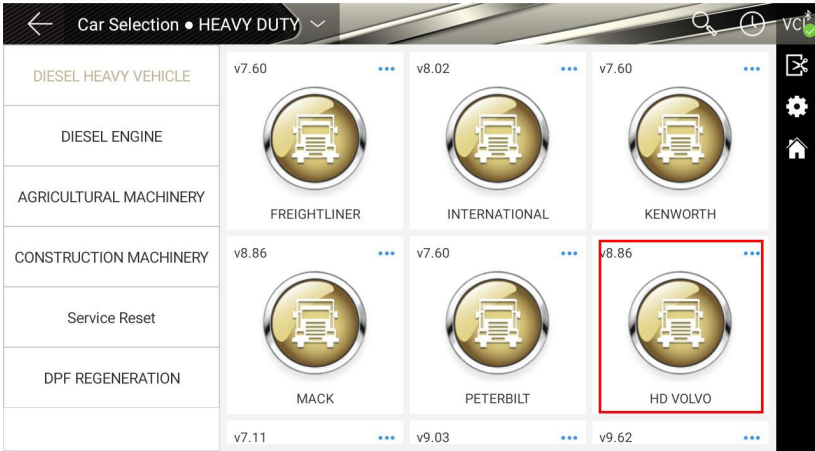 Car Selection ● HEAVY DUTY
VCI
DIESEL HEAVY VEHICLE
DIESEL ENGINE
AGRICULTURAL MACHINERY
CONSTRUCTION MACHINERY
Service Reset
DPF REGENERATION
v7.60
FREIGHTLINER
v8.02
INTERNATIONAL
v7.60
KENWORTH
v8.86
MACK
v7.60
PETERBILT
v8.86
HD VOLVO
v7.11
v9.03
v9.62